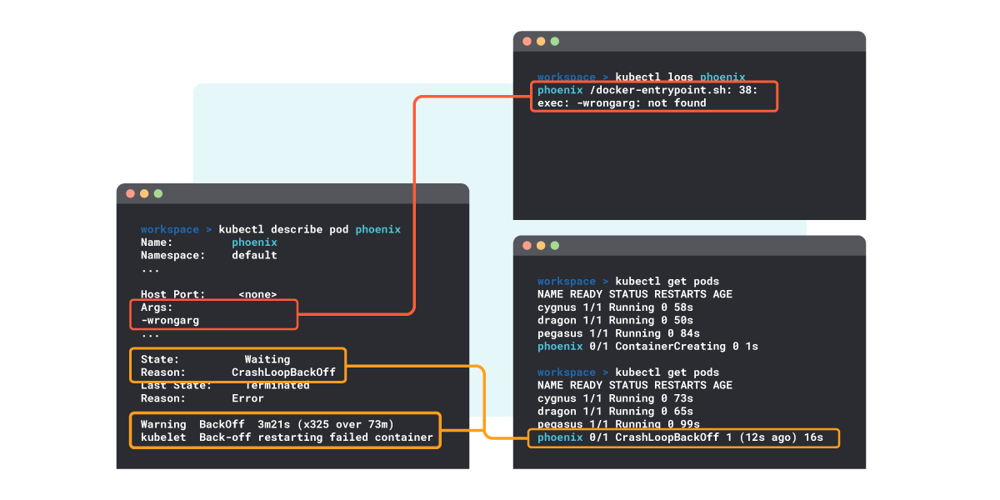 workspace > kubectl logs phoenix
phoenix /docker-entrypoint.sh: 38:
exec: -wrongarg: not found
workspace > kubectl describe pod phoenix
Name: phoenix
Namespace: default
...
Host Port: <none>
Args:
-wrongarg
...
State: Waiting
Reason: CrashLoopBackOff
Last State: Terminated
Reason: Error
Warning BackOff 3m21s (x325 over 73m)
kubelet Back-off restarting failed container
workspace > kubectl get pods
NAME READY STATUS RESTARTS AGE
cygnus 1/1 Running 0 58s
dragon 1/1 Running 0 50s
pegasus 1/1 Running 0 84s
phoenix 0/1 ContainerCreating 0 1s
workspace > kubectl get pods
NAME READY STATUS RESTARTS AGE
cygnus 1/1 Running 0 73s
dragon 1/1 Running 0 65s
pegasus 1/1 Running 0 99s
phoenix 0/1 CrashLoopBackOff 1 (12s ago) 16s